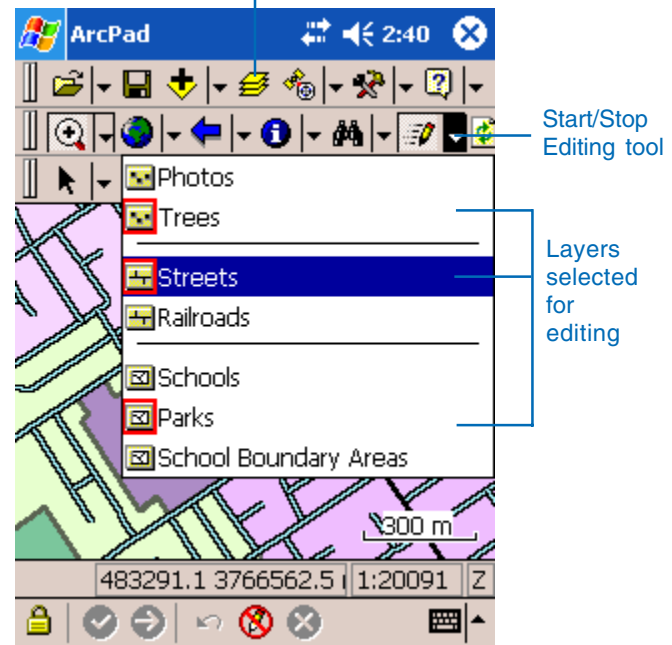 ArcPad 2:40
Start/Stop
Editing tool
Photos
Trees
Streets
Railroads
Schools
Parks
School Boundary Areas
Layers
selected
for
editing
300 m
483291.1 3766562.5 1:20091 Z